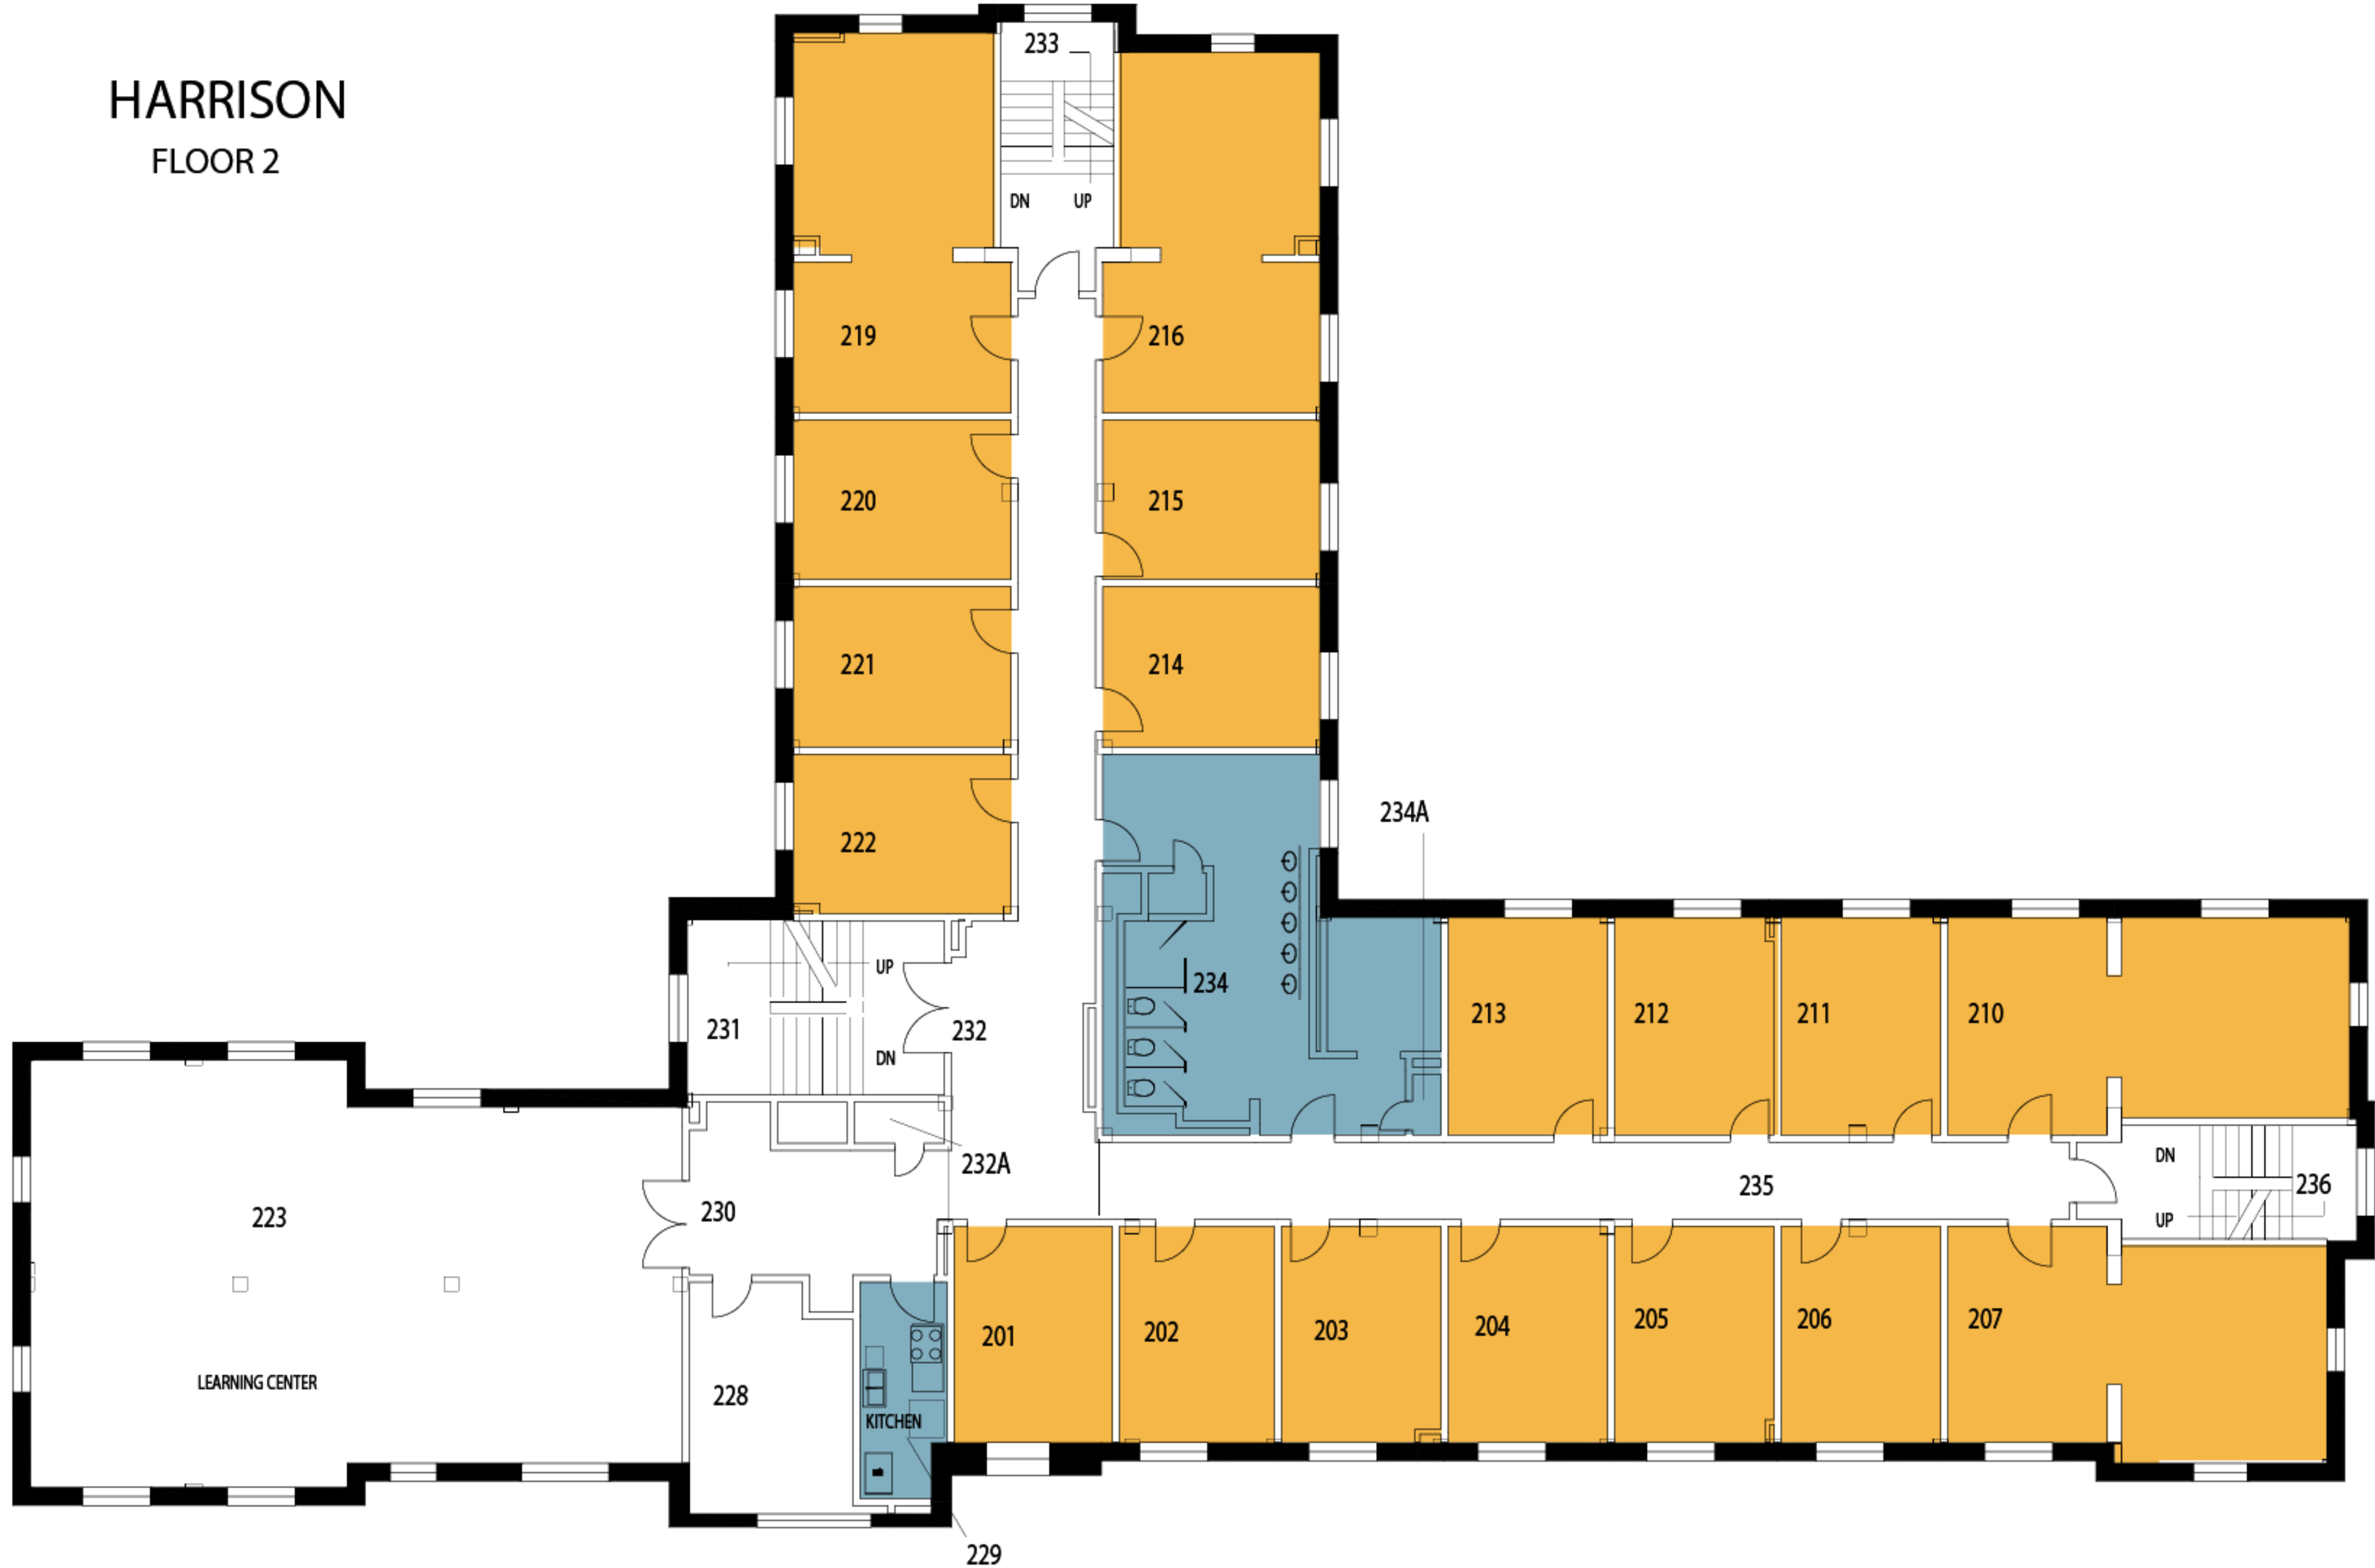 HARRISON
FLOOR 2
233
DN UP
219
216
220
215
221
214
222
234A
UP
234
231
232
213
212
211
210
DN
232A
DN
235
236
223
230
UP
201
202
203
204
205
206
207
LEARNING CENTER
228
KITCHEN
229